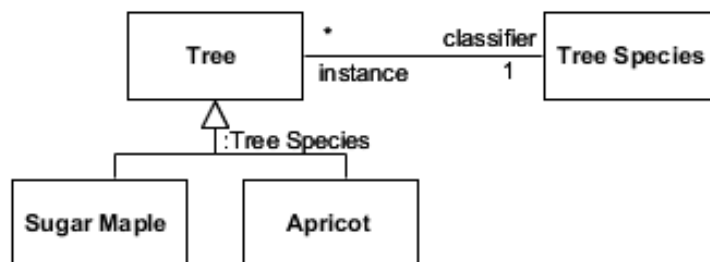 Tree
*
classifier
instance
1
Tree Species
:Tree Species
Sugar Maple
Apricot